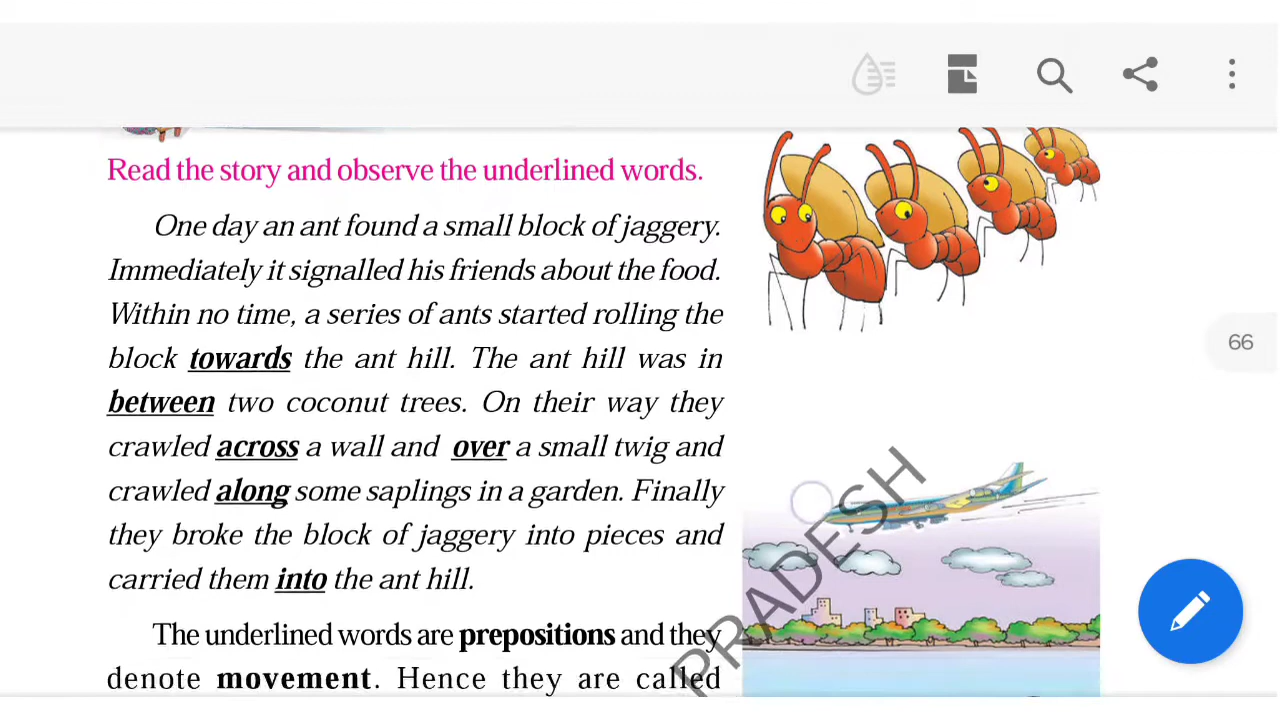 Read the story and observe the underlined words.
One day an ant found a small block of jaggery.
Immediately it signalled his friends about the food.
Within no time, a series of ants started rolling the
66
block towards the ant hill. The ant hill was in
between two coconut trees. On their way they
crawled across a wall and over a small twig and
crawled along some saplings in a garden. Finally
they broke the block of jaggery into pieces and
carried them into the ant hill.
The underlined words are prepositions and they
denote movement. Hence they are called
PRADESH